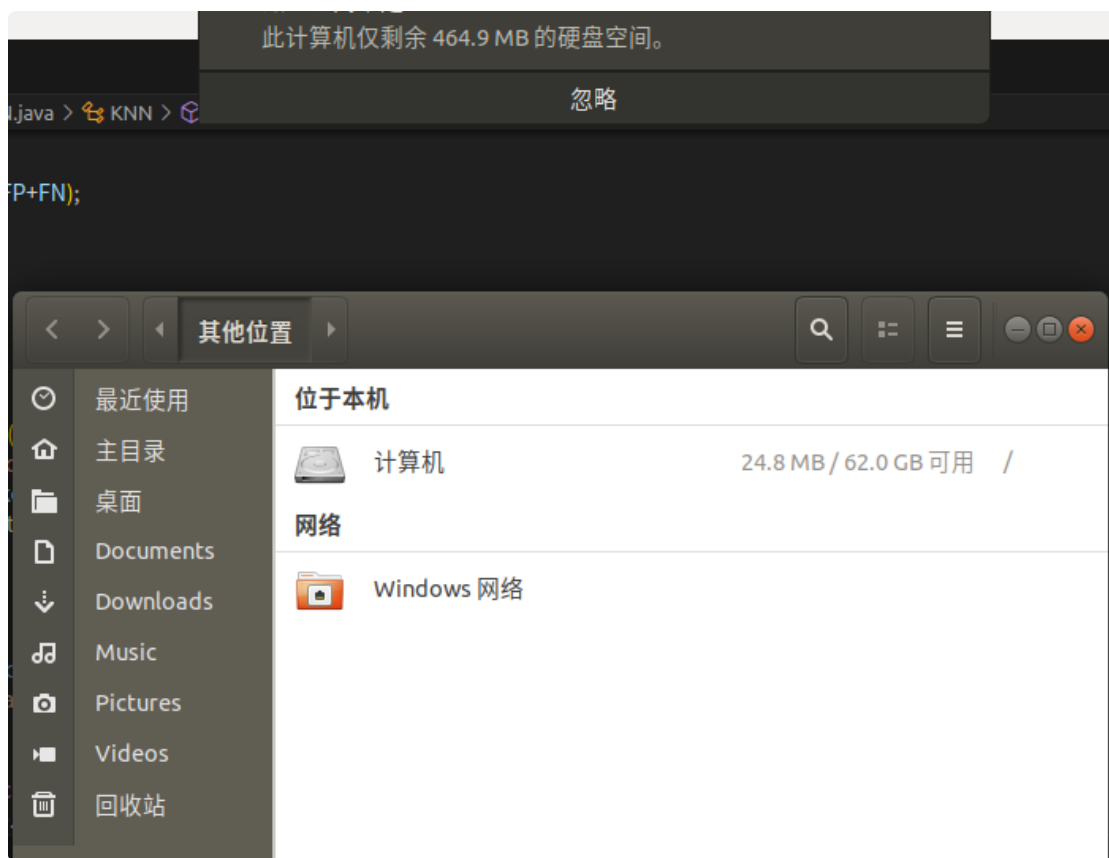 此计算机仅剩余 464.9 MB 的硬盘空间。
忽略
.java > KNN >
FP+FN);
其他位置
最近使用
位于本机
主目录
计算机 24.8 MB / 62.0 GB 可用 /
桌面
网络
Documents
Windows 网络
Downloads
Music
Pictures
Videos
回收站